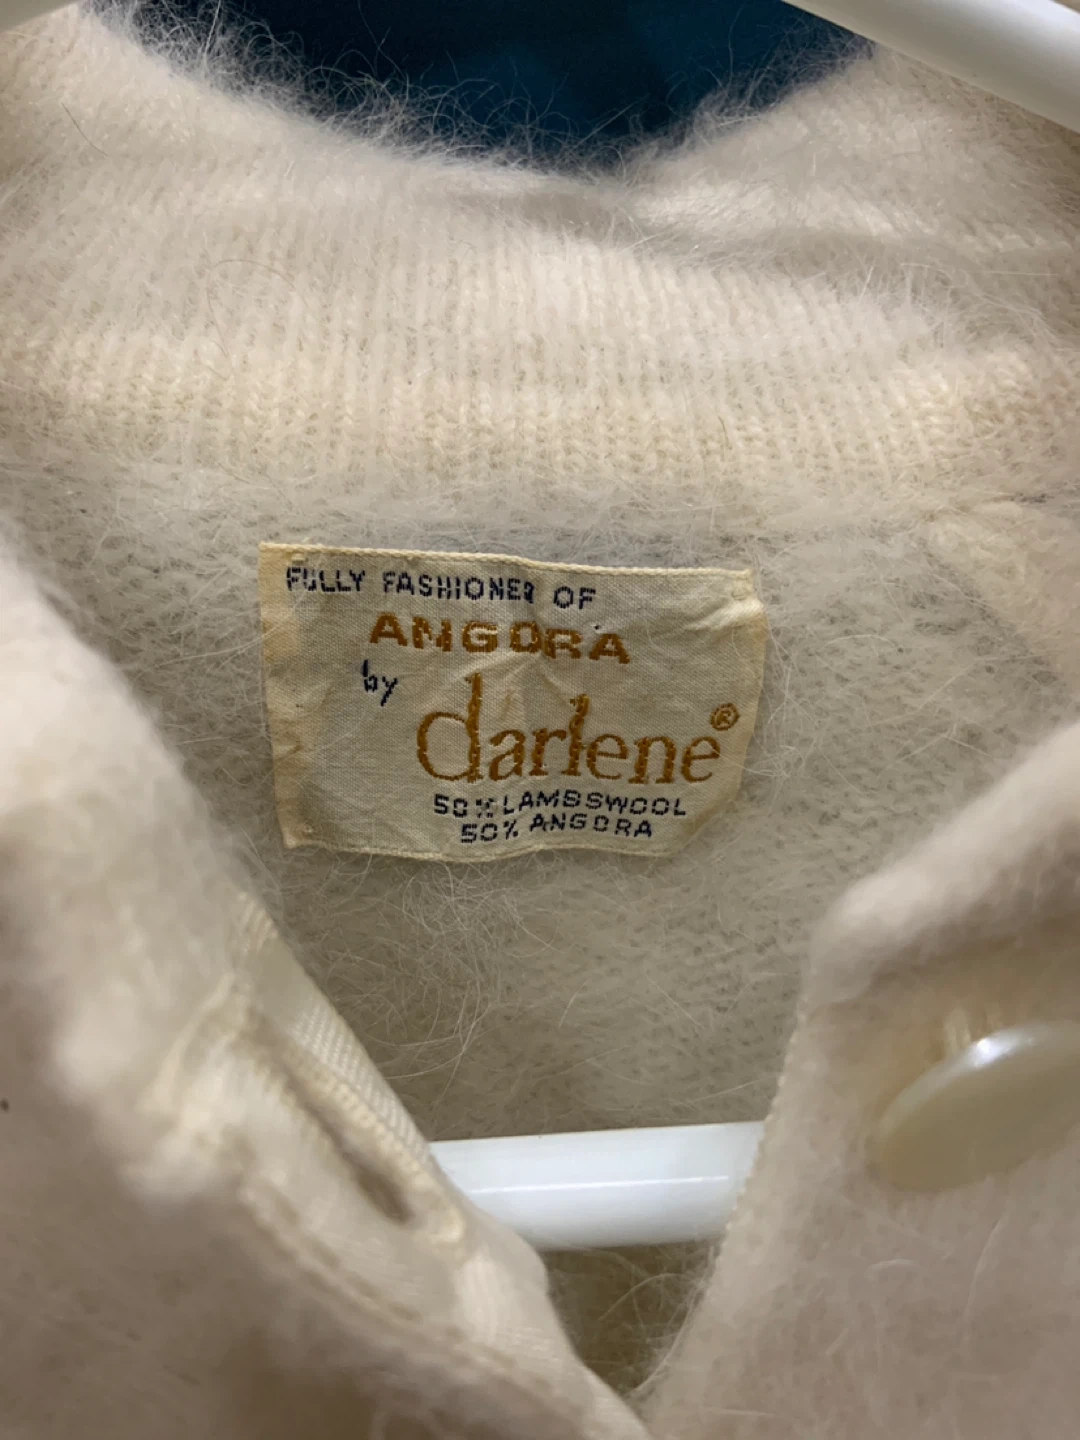 FULLY FASHIONED OF
ANGORA
by
darlene®
50% LAMBSWOOL
50% ANGORA